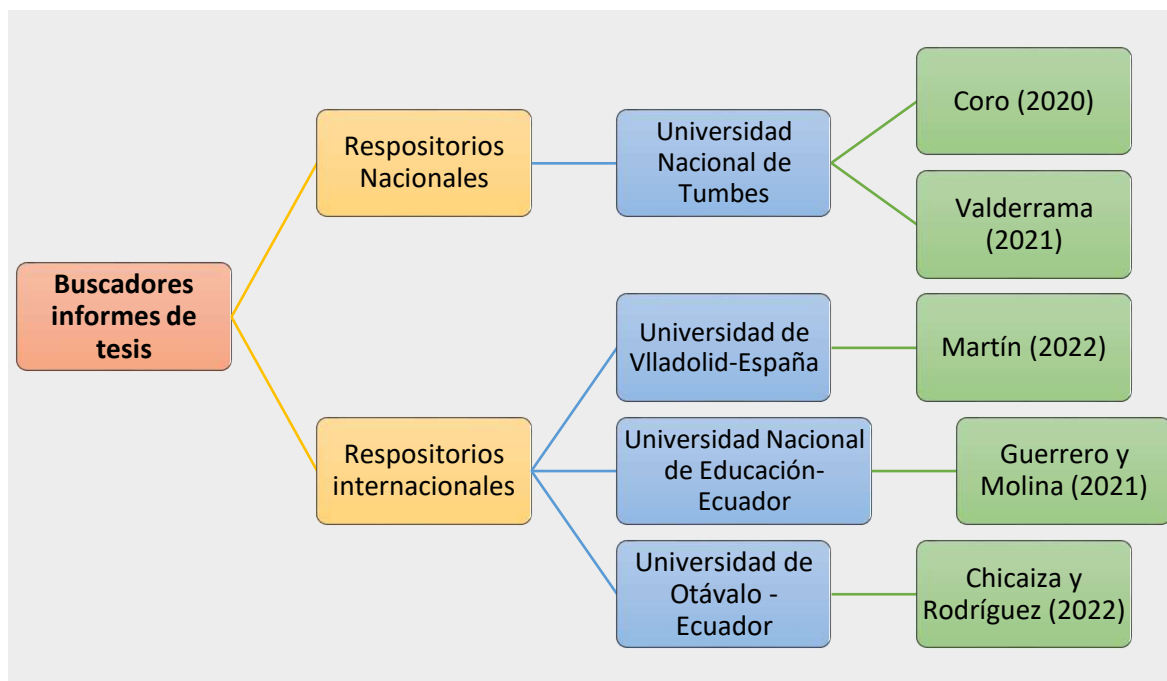 Buscadores
informes de
tesis
Respositorios
Nacionales
Universidad
Nacional de
Tumbes
Coro (2020)
Valderrama
(2021)
Respositorios
internacionales
Universidad de
Vlladolid-España
Martín (2022)
Universidad Nacional
de Educación-
Ecuador
Guerrero y
Molina (2021)
Universidad de
Otávalo -
Ecuador
Chicaiza y
Rodríguez (2022)